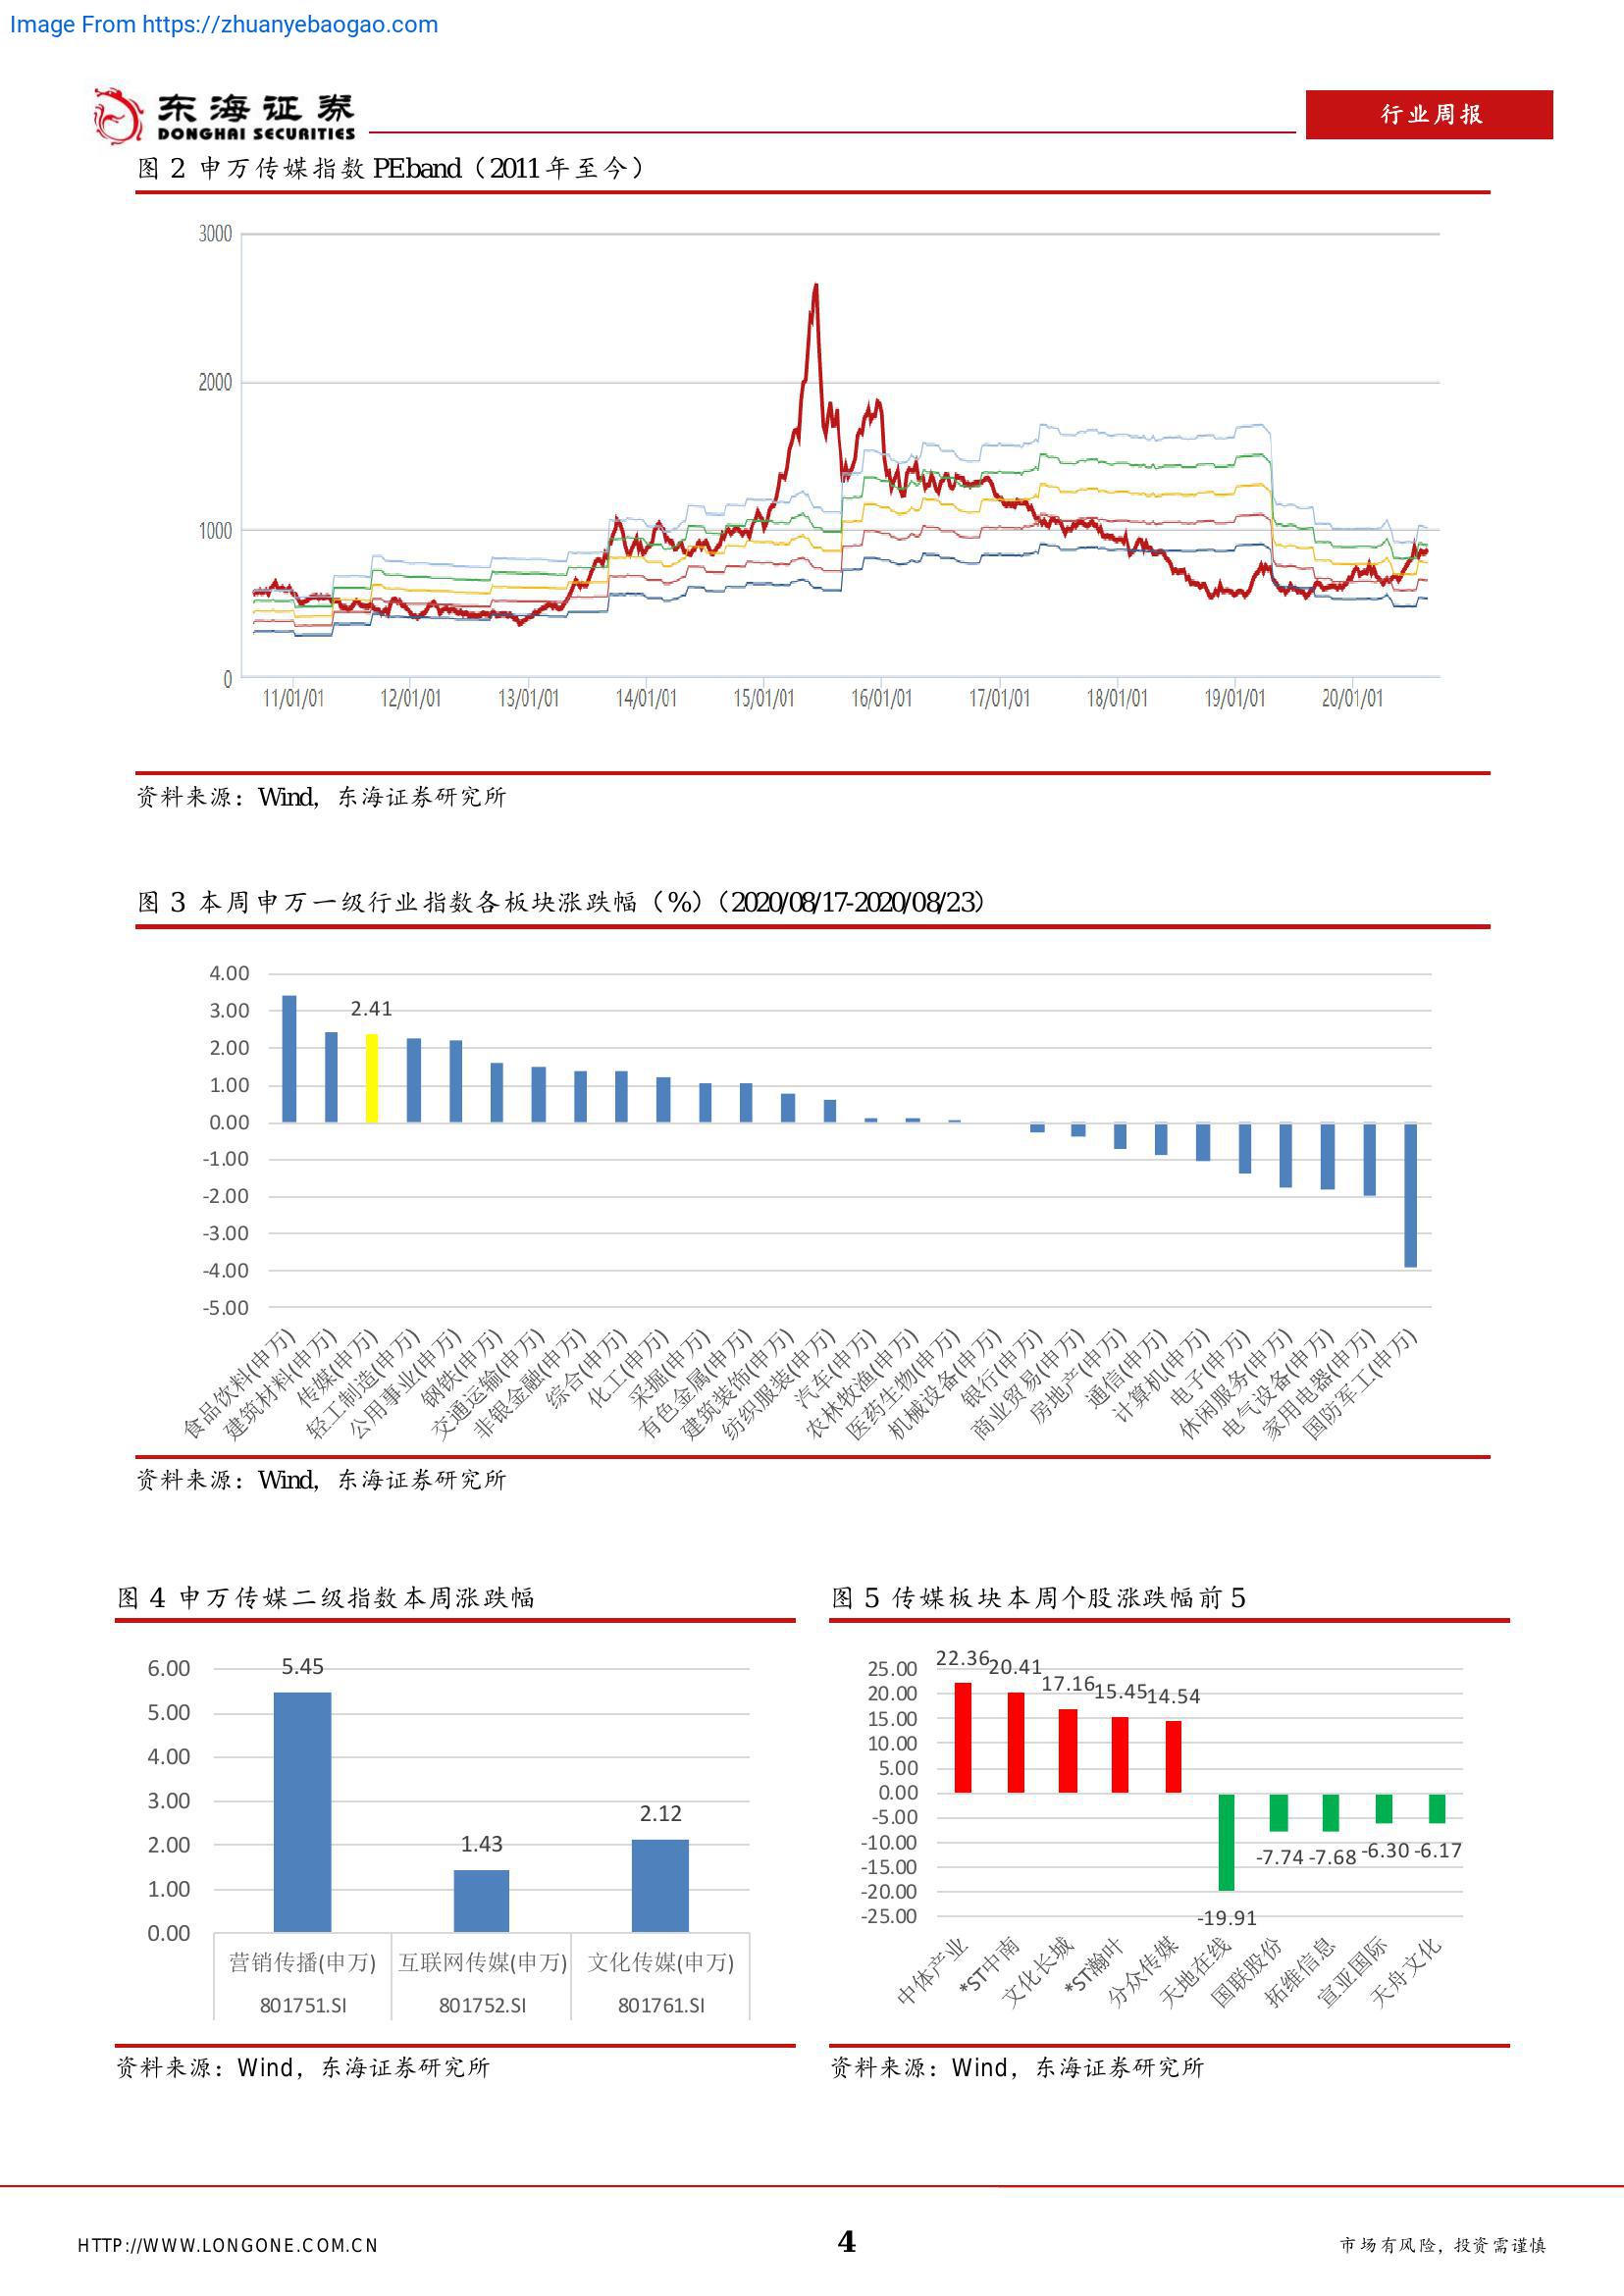 Image From https://zhuanyebaogao.com
东海证券
DONGHAI SECURITIES
行业周报
图 2 申万传媒指数 PEband（2011 年至今）
3000
2000
1000
0
11/01/01 12/01/01 13/01/01 14/01/01 15/01/01 16/01/01 17/01/01 18/01/01 19/01/01 20/01/01
资料来源：Wind，东海证券研究所
图 3 本周申万一级行业指数各板块涨跌幅（%）（2020/08/17-2020/08/23）
4.00
3.00
2.41
2.00
1.00
0.00
-1.00
-2.00
-3.00
-4.00
-5.00
食品饮料(申万) 建筑材料(申万) 传媒(申万) 轻工制造(申万) 公用事业(申万) 钢铁(申万) 交通运输(申万) 非银金融(申万) 综合(申万) 化工(申万) 采掘(申万) 有色金属(申万) 建筑装饰(申万) 纺织服装(申万) 汽车(申万) 农林牧渔(申万) 医药生物(申万) 机械设备(申万) 银行(申万) 商业贸易(申万) 房地产(申万) 通信(申万) 计算机(申万) 电子(申万) 休闲服务(申万) 电气设备(申万) 家用电器(申万) 国防军工(申万)
资料来源：Wind，东海证券研究所
图 4 申万传媒二级指数本周涨跌幅
6.00
5.00
4.00
3.00
2.00
1.00
0.00
5.45
1.43
2.12
营销传播(申万) 互联网传媒(申万) 文化传媒(申万)
801751.SI 801752.SI 801761.SI
资料来源：Wind，东海证券研究所
图 5 传媒板块本周个股涨跌幅前 5
25.00
20.00
15.00
10.00
5.00
0.00
-5.00
-10.00
-15.00
-20.00
-25.00
22.36 20.41 17.16 15.45 14.54
-19.91 -7.74 -7.68 -6.30 -6.17
中体产业 *ST中南 文化长城 *ST瀚叶 分众传媒 天地在线 国联股份 拓维信息 宣亚国际 天舟文化
资料来源：Wind，东海证券研究所
HTTP://WWW.LONGONE.COM.CN
4
市场有风险，投资需谨慎